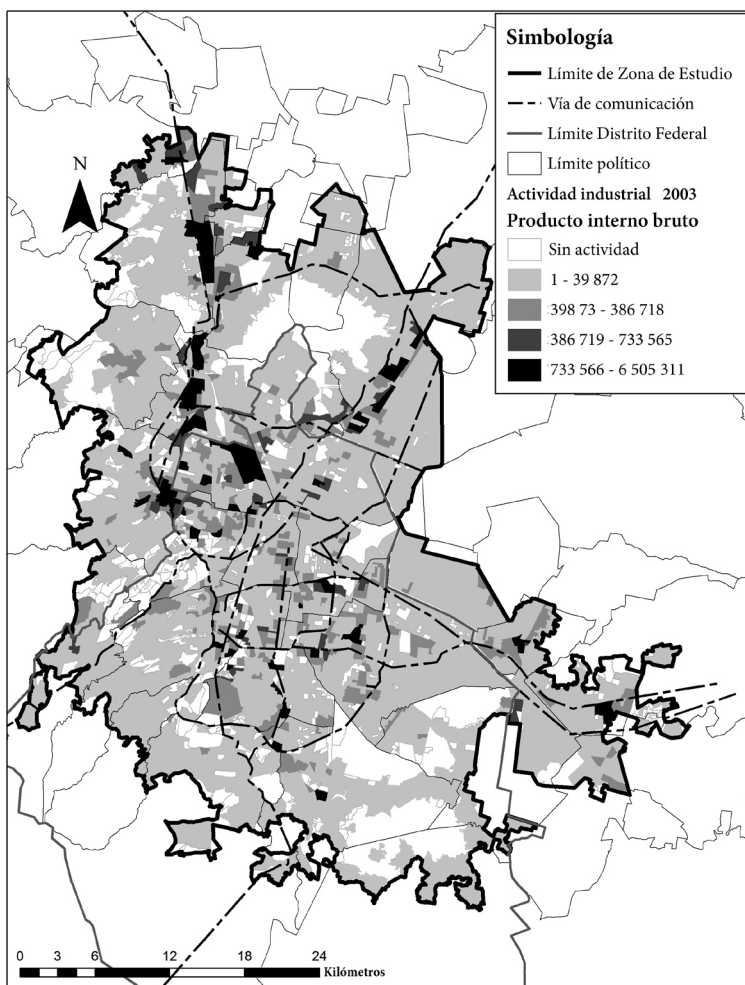 Simbología
Límite de Zona de Estudio
Vía de comunicación
Límite Distrito Federal
Límite político
Actividad industrial 2003
Producto interno bruto
Sin actividad
1 - 39 872
398 73 - 386 718
386 719 - 733 565
733 566 - 6 505 311
N
0 3 6 12 18 24
Kilómetros